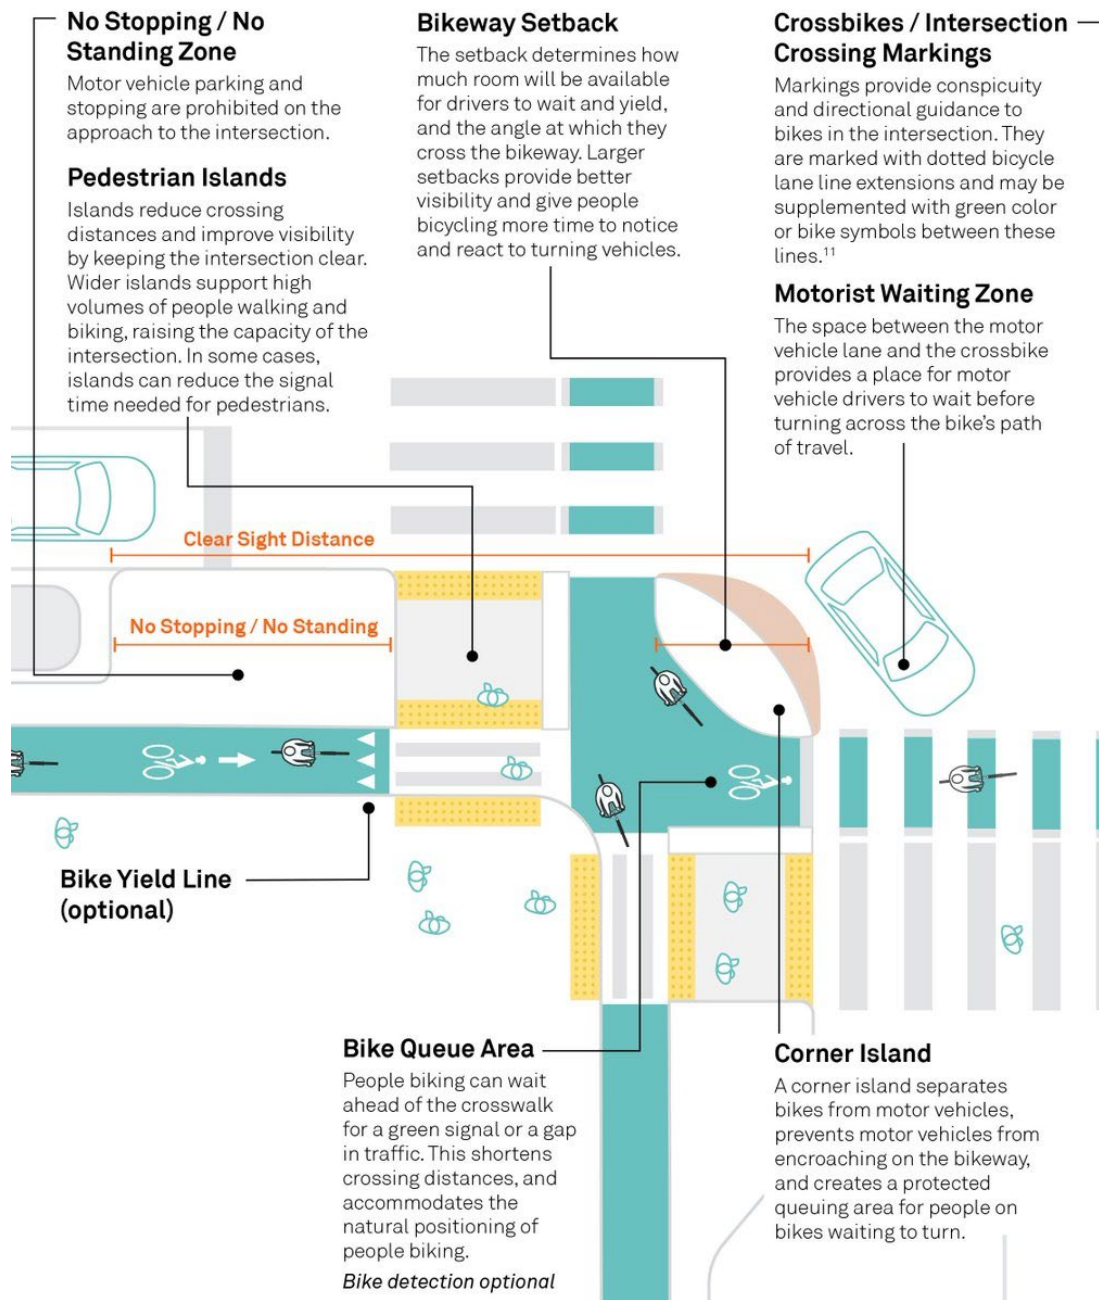 No Stopping / No
Standing Zone
Motor vehicle parking and
stopping are prohibited on the
approach to the intersection.
Pedestrian Islands
Islands reduce crossing
distances and improve visibility
by keeping the intersection clear.
Wider islands support high
volumes of people walking and
biking, raising the capacity of the
intersection. In some cases,
islands can reduce the signal
time needed for pedestrians.
Bikeway Setback
The setback determines how
much room will be available
for drivers to wait and yield,
and the angle at which they
cross the bikeway. Larger
setbacks provide better
visibility and give people
bicycling more time to notice
and react to turning vehicles.
Crossbikes / Intersection
Crossing Markings
Markings provide conspicuity
and directional guidance to
bikes in the intersection. They
are marked with dotted bicycle
lane line extensions and may be
supplemented with green color
or bike symbols between these
lines.¹¹
Motorist Waiting Zone
The space between the motor
vehicle lane and the crossbike
provides a place for motor
vehicle drivers to wait before
turning across the bike's path
of travel.
Clear Sight Distance
No Stopping / No Standing
Bike Yield Line
(optional)
Bike Queue Area
People biking can wait
ahead of the crosswalk
for a green signal or a gap
in traffic. This shortens
crossing distances, and
accommodates the
natural positioning of
people biking.
Bike detection optional
Corner Island
A corner island separates
bikes from motor vehicles,
prevents motor vehicles from
encroaching on the bikeway,
and creates a protected
queuing area for people on
bikes waiting to turn.